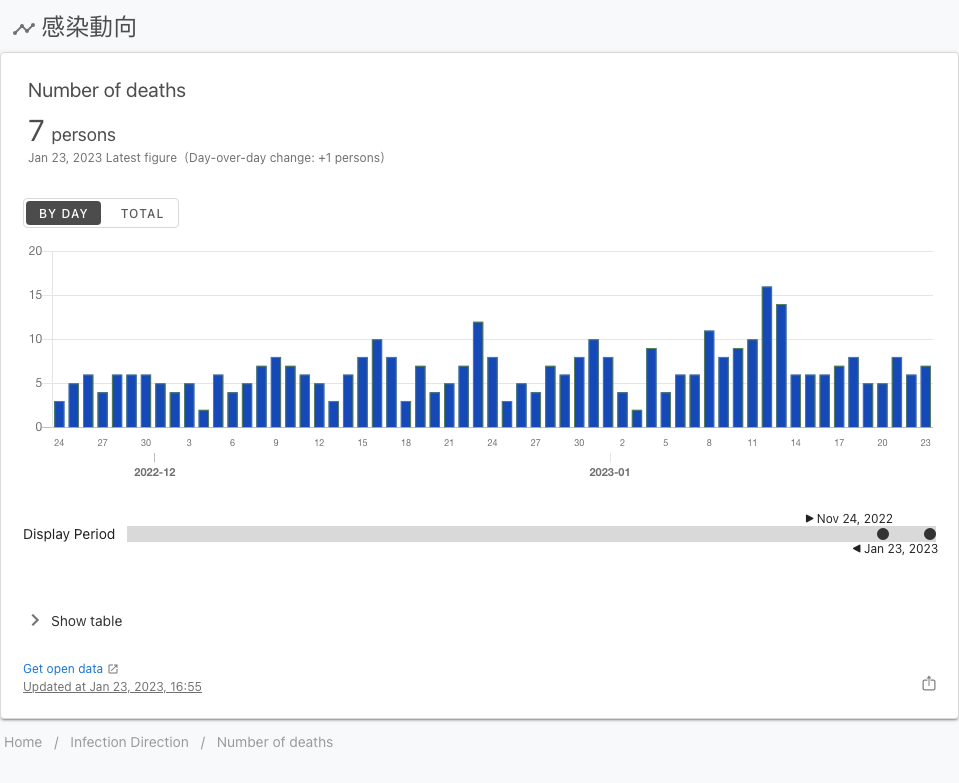 感染動向
Number of deaths
7 persons
Jan 23, 2023 Latest figure (Day-over-day change: +1 persons)
BY DAY TOTAL
20
15
10
5
0
24 27 30 3 6 9 12 15 18 21 24 27 30 2 5 8 11 14 17 20 23
2022-12 2023-01
Nov 24, 2022
Display Period
Jan 23, 2023
Show table
Get open data
Updated at Jan 23, 2023, 16:55
Home / Infection Direction / Number of deaths